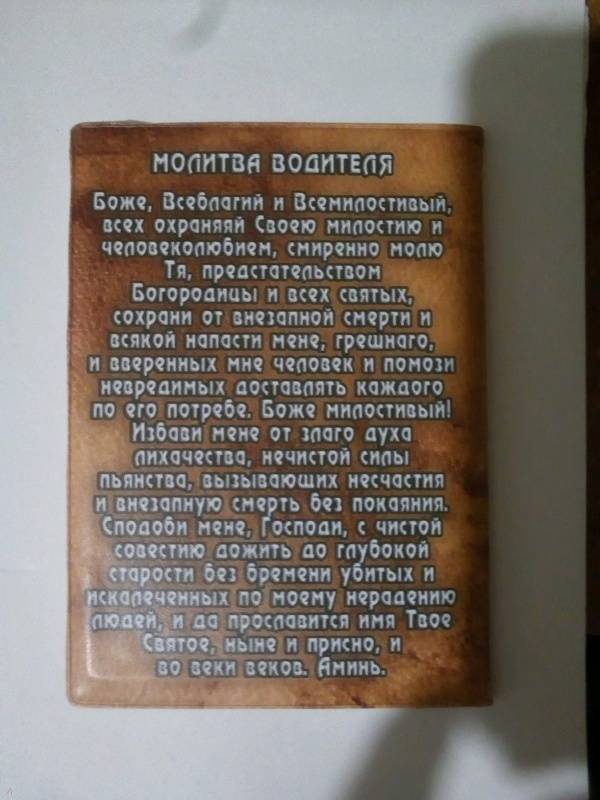 МОЛИТВА ВОДИТЕЛЯ
Боже, Всеблагий и Всемилостивый,
всех охраняяй Своею милостию и
человеколюбием, смиренно молю
Тя, предстательством
Богородицы и всех святых,
сохрани от внезапной смерти и
всякой напасти мене, грешнаго,
и вверенных мне человек и помози
невредимых доставлять каждого
по его потребе. Боже милостивый!
Избави мене от злаго духа
лихачества, нечистой силы
пьянства, вызывающих несчастия
и внезапную смерть без покаяния.
Сподоби мене, Господи, с чистой
совестию дожить до глубокой
старости без бремени убитых и
искалеченных по моему нерадению
людей, и да прославится имя Твое
Святое, ныне и присно, и
во веки веков. Аминь.